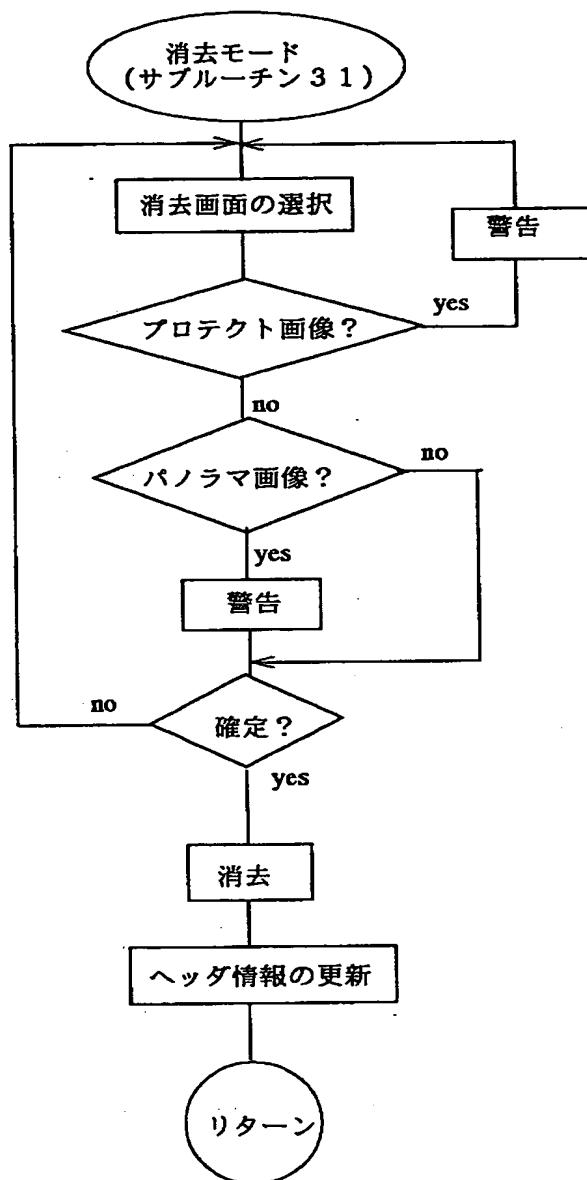 消去モード
(サブルーチン31)
消去画面の選択
警告
yes
プロテクト画像?
no
パノラマ画像?
no
yes
警告
no
確定?
yes
消去
ヘッダ情報の更新
リターン